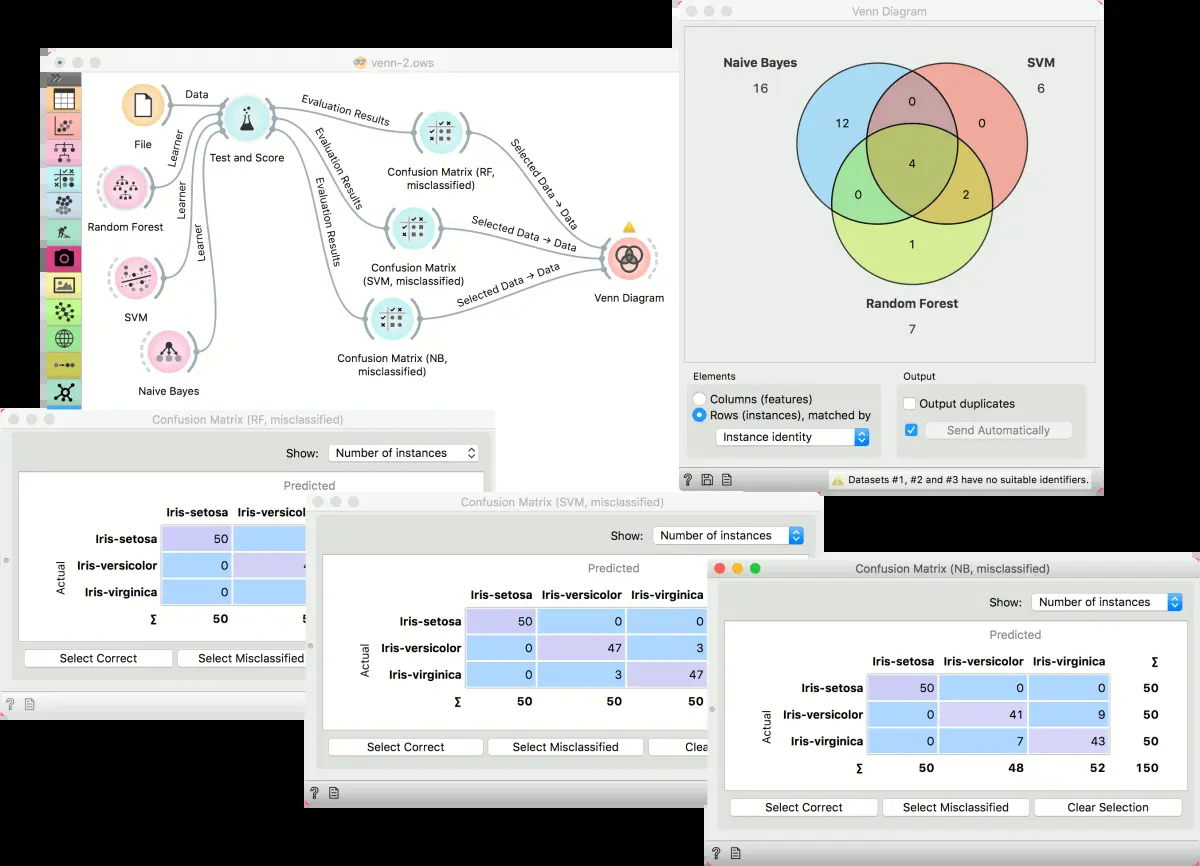 venn-2.ows
Data
File
Test and Score
Learner
Learner
Learner
Random Forest
SVM
Naive Bayes
Evaluation Results
Evaluation Results
Evaluation Results
Confusion Matrix (RF,
misclassified)
Confusion Matrix
(SVM, misclassified)
Confusion Matrix (NB,
misclassified)
Selected Data → Data
Selected Data → Data
Selected Data → Data
Venn Diagram
Venn Diagram
Naive Bayes
16
SVM
6
0
12
0
4
0
2
1
Random Forest
7
Elements
Columns (features)
Rows (instances), matched by
Instance identity
Output
Output duplicates
Send Automatically
?
Datasets #1, #2 and #3 have no suitable identifiers.
Confusion Matrix (RF, misclassified)
Show: Number of instances
Predicted
Iris-setosa Iris-versicol
Actual
Iris-setosa 50
Iris-versicolor 0
Iris-virginica 0
Σ 50
Select Correct Select Misclassified
?
Confusion Matrix (SVM, misclassified)
Show: Number of instances
Predicted
Iris-setosa Iris-versicolor Iris-virginica
Actual
Iris-setosa 50 0 0
Iris-versicolor 0 47 3
Iris-virginica 0 3 47
Σ 50 50 50
Select Correct Select Misclassified Clea
?
Confusion Matrix (NB, misclassified)
Show: Number of instances
Predicted
Iris-setosa Iris-versicolor Iris-virginica Σ
Actual
Iris-setosa 50 0 0 50
Iris-versicolor 0 41 9 50
Iris-virginica 0 7 43 50
Σ 50 48 52 150
Select Correct Select Misclassified Clear Selection
?